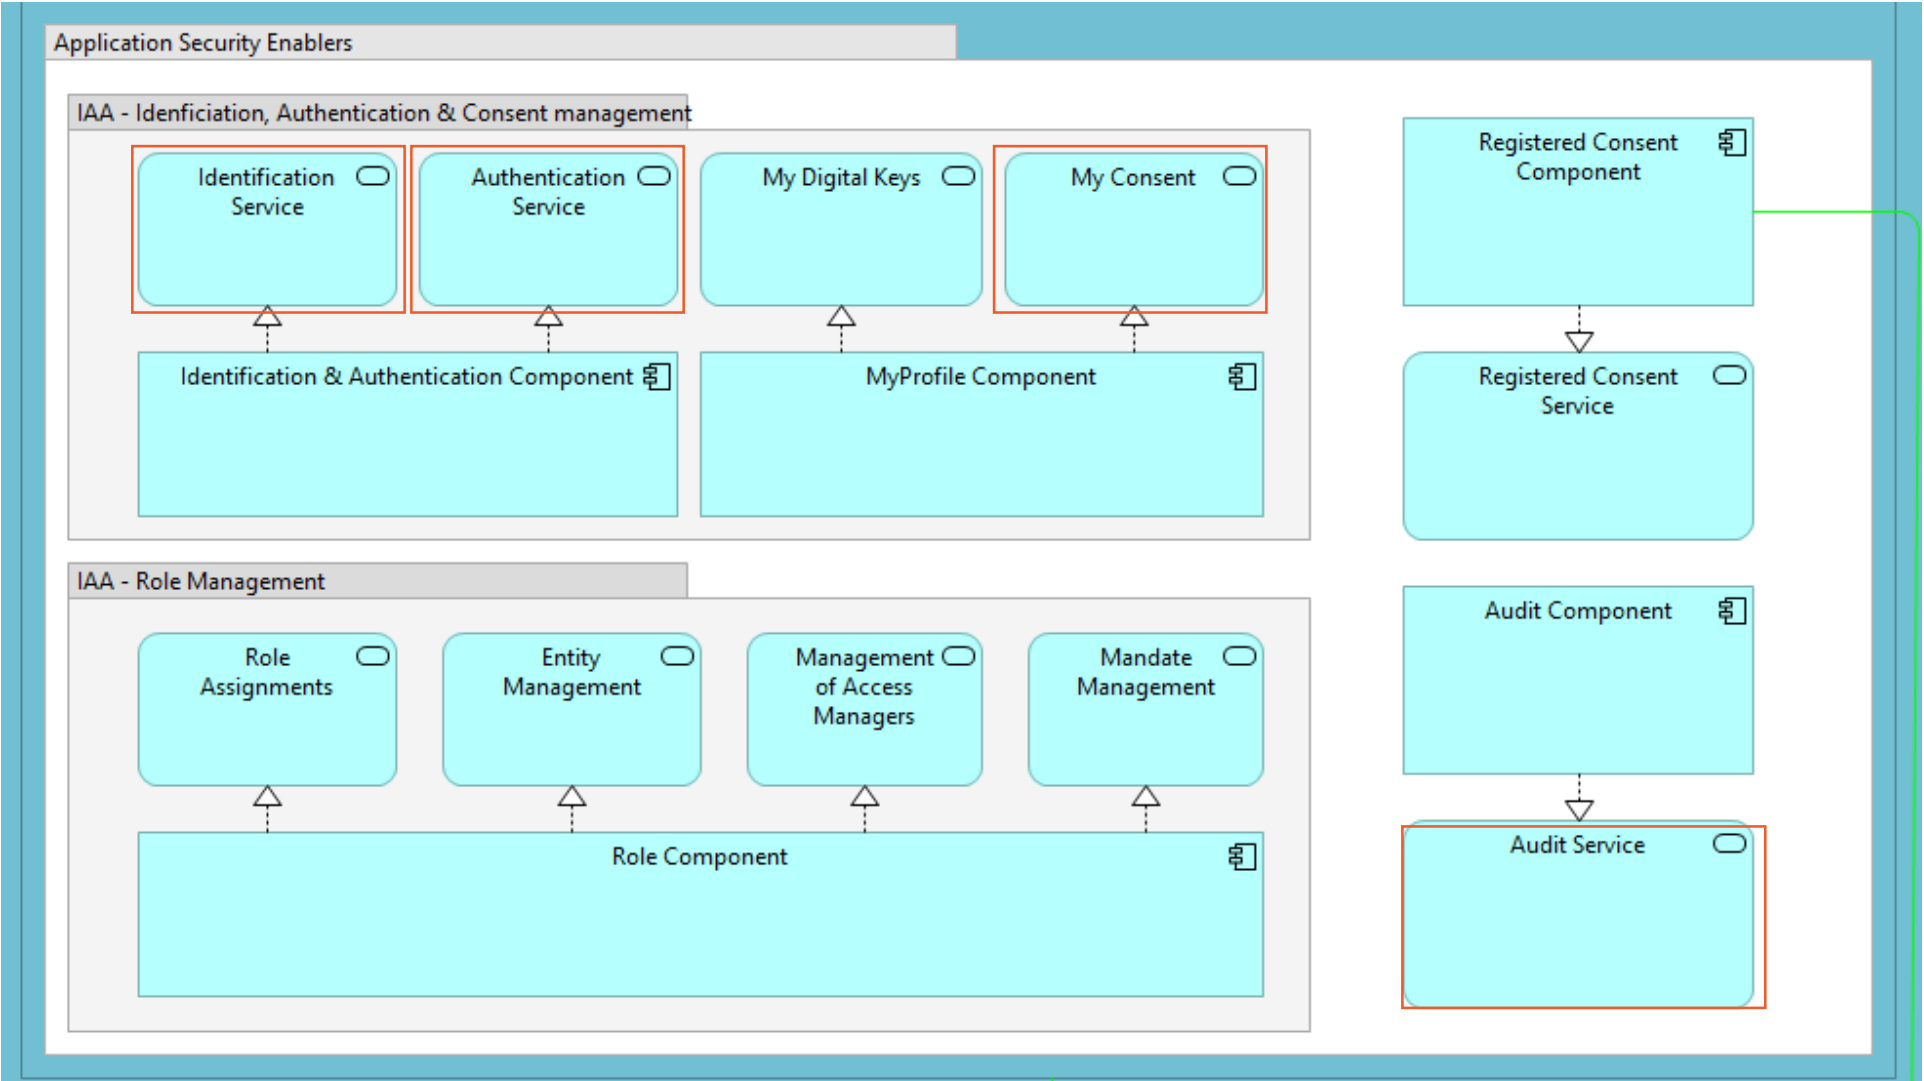 Application Security Enablers
IAA - Idenficiation, Authentication & Consent management
Identification
Service
Authentication
Service
My Digital Keys
My Consent
Identification & Authentication Component
MyProfile Component
Registered Consent
Component
Registered Consent
Service
IAA - Role Management
Role
Assignments
Entity
Management
Management
of Access
Managers
Mandate
Management
Role Component
Audit Component
Audit Service